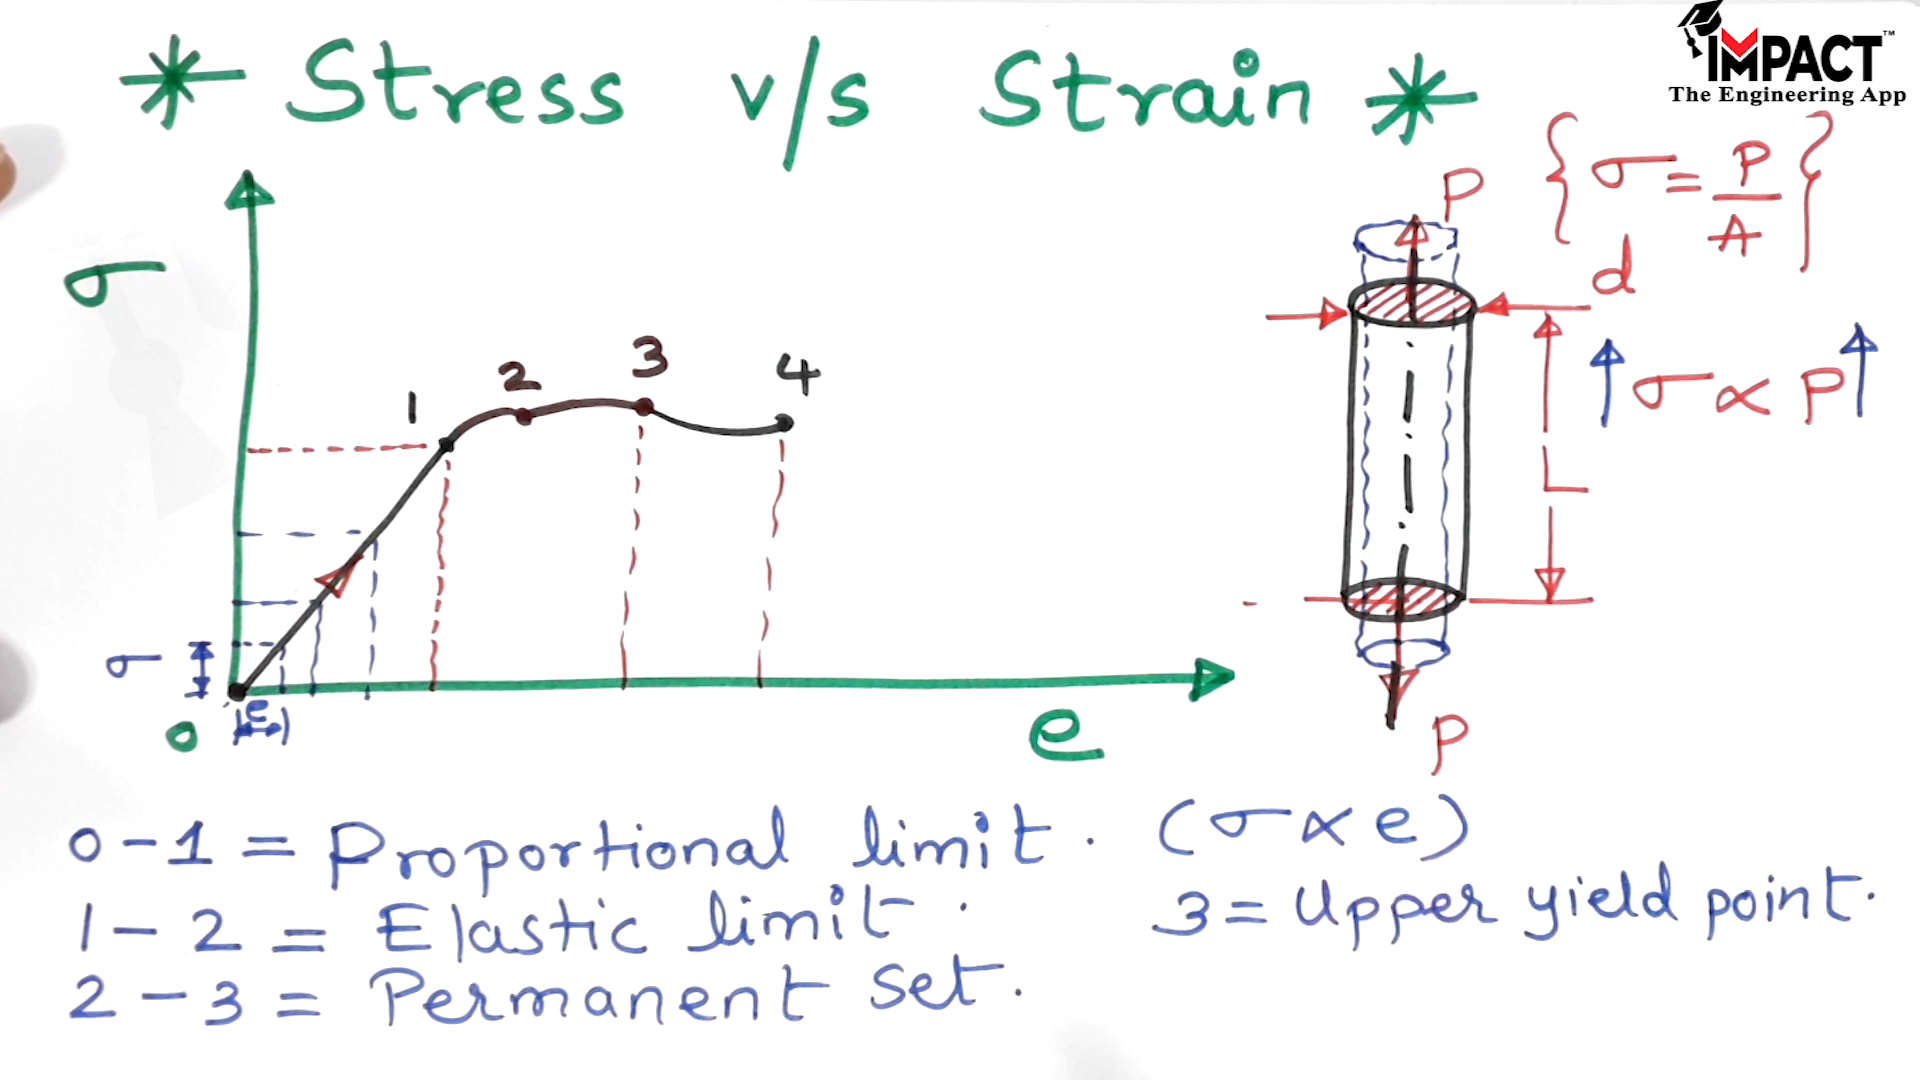 IMPACT™
The Engineering App
* Stress v/s Strain *
{σ = P/A}
P
d
σ
↑σ ∝ P↑
1
2
3
4
L
σ
e
0
e
P
0-1 = Proportional limit. (σ ∝ e)
1-2 = Elastic limit.
3 = Upper yield point.
2-3 = Permanent set.